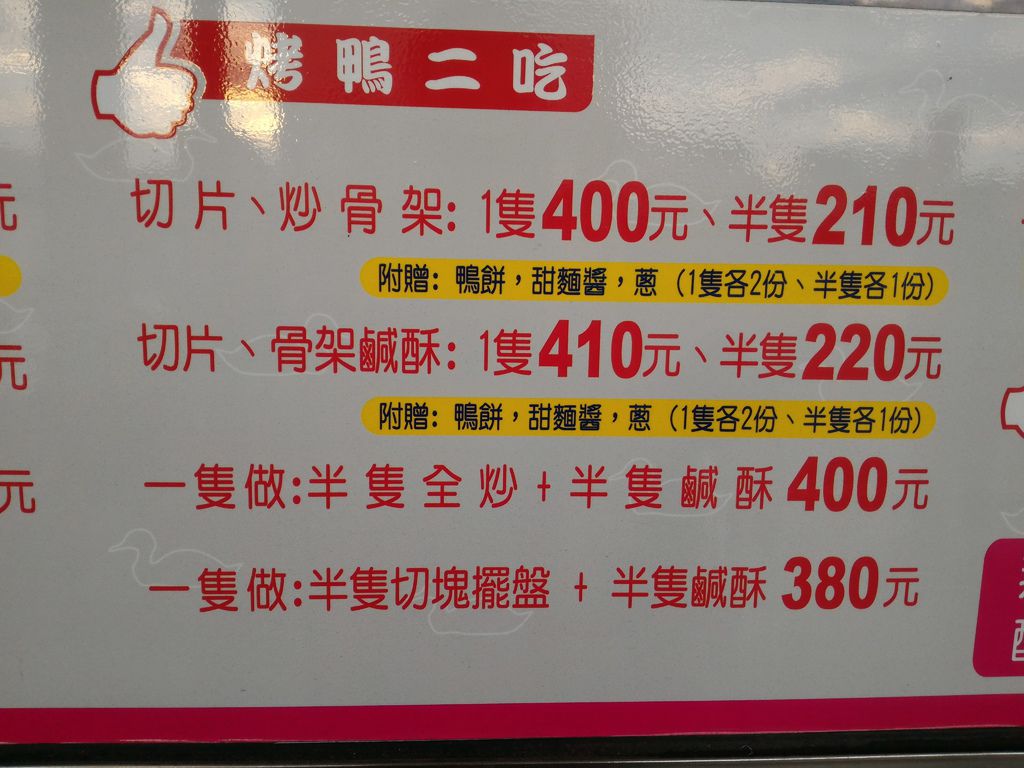 烤鴨二吃
元
切片、炒骨架: 1隻400元、半隻210元
附贈: 鴨餅，甜麵醬，蔥 (1隻各2份、半隻各1份)
元
切片、骨架鹹酥: 1隻410元、半隻220元
附贈: 鴨餅，甜麵醬，蔥 (1隻各2份、半隻各1份)
元
一隻做:半隻全炒+半隻鹹酥400元
一隻做:半隻切塊擺盤 + 半隻鹹酥380元